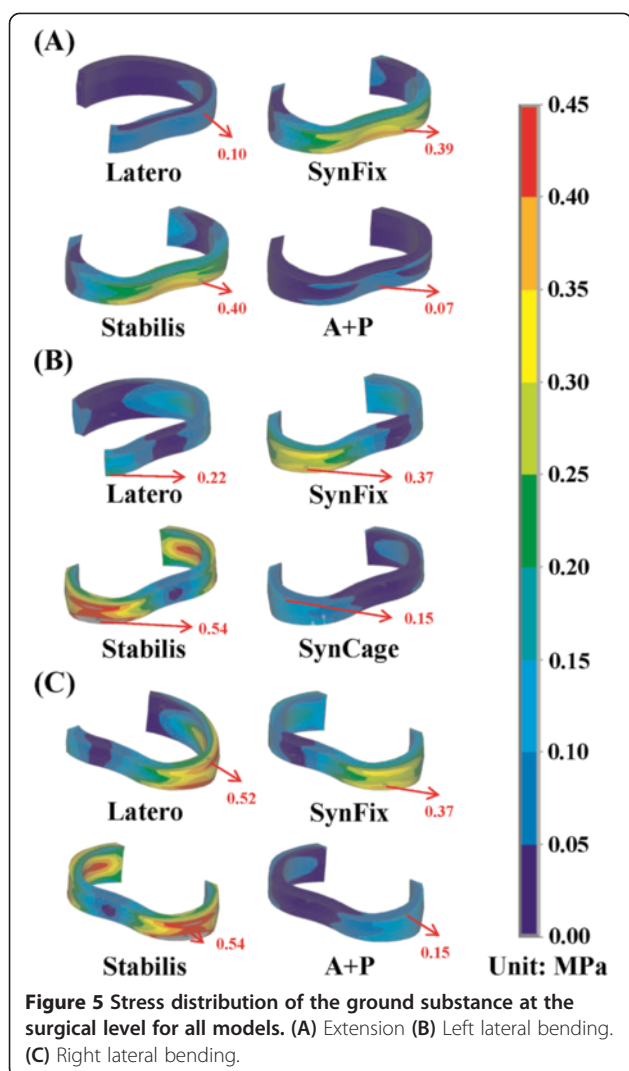 (A)
0.10
0.39
Latero SynFix
0.40
0.07
Stabilis A+P
(B)
0.22
0.37
Latero SynFix
0.54
0.15
Stabilis SynCage
(C)
0.52
0.37
Latero SynFix
0.54
0.15
Stabilis A+P
0.45
0.40
0.35
0.30
0.25
0.20
0.15
0.10
0.05
0.00
Unit: MPa
Figure 5 Stress distribution of the ground substance at the
surgical level for all models. (A) Extension (B) Left lateral bending.
(C) Right lateral bending.